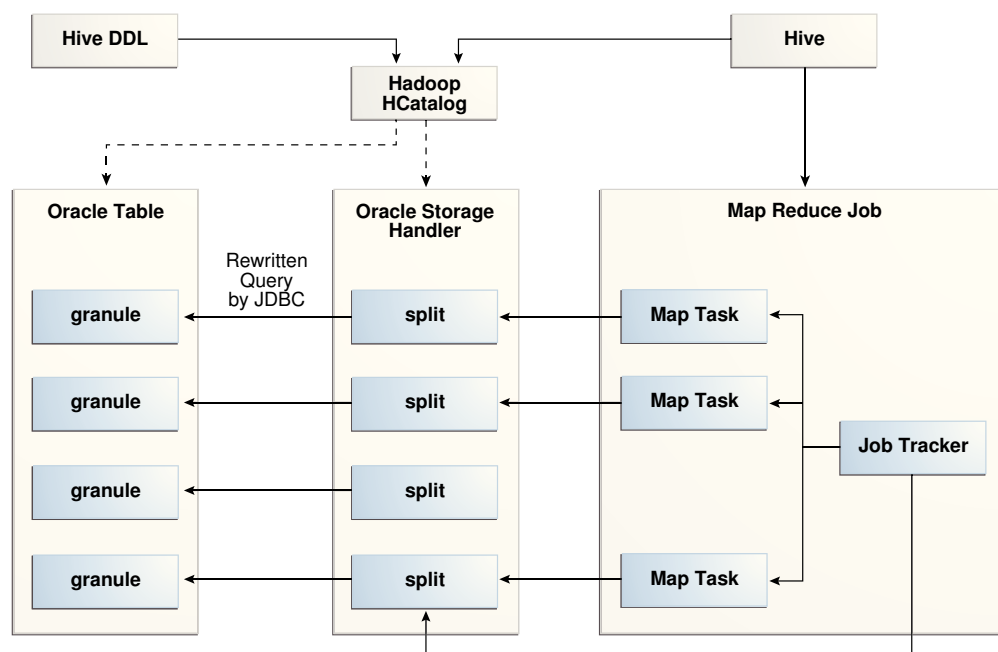 Hive DDL
Hive
Hadoop
HCatalog
Oracle Table
Oracle Storage
Handler
Map Reduce Job
Rewritten
Query
by JDBC
granule
split
Map Task
granule
split
Map Task
Job Tracker
granule
split
granule
split
Map Task